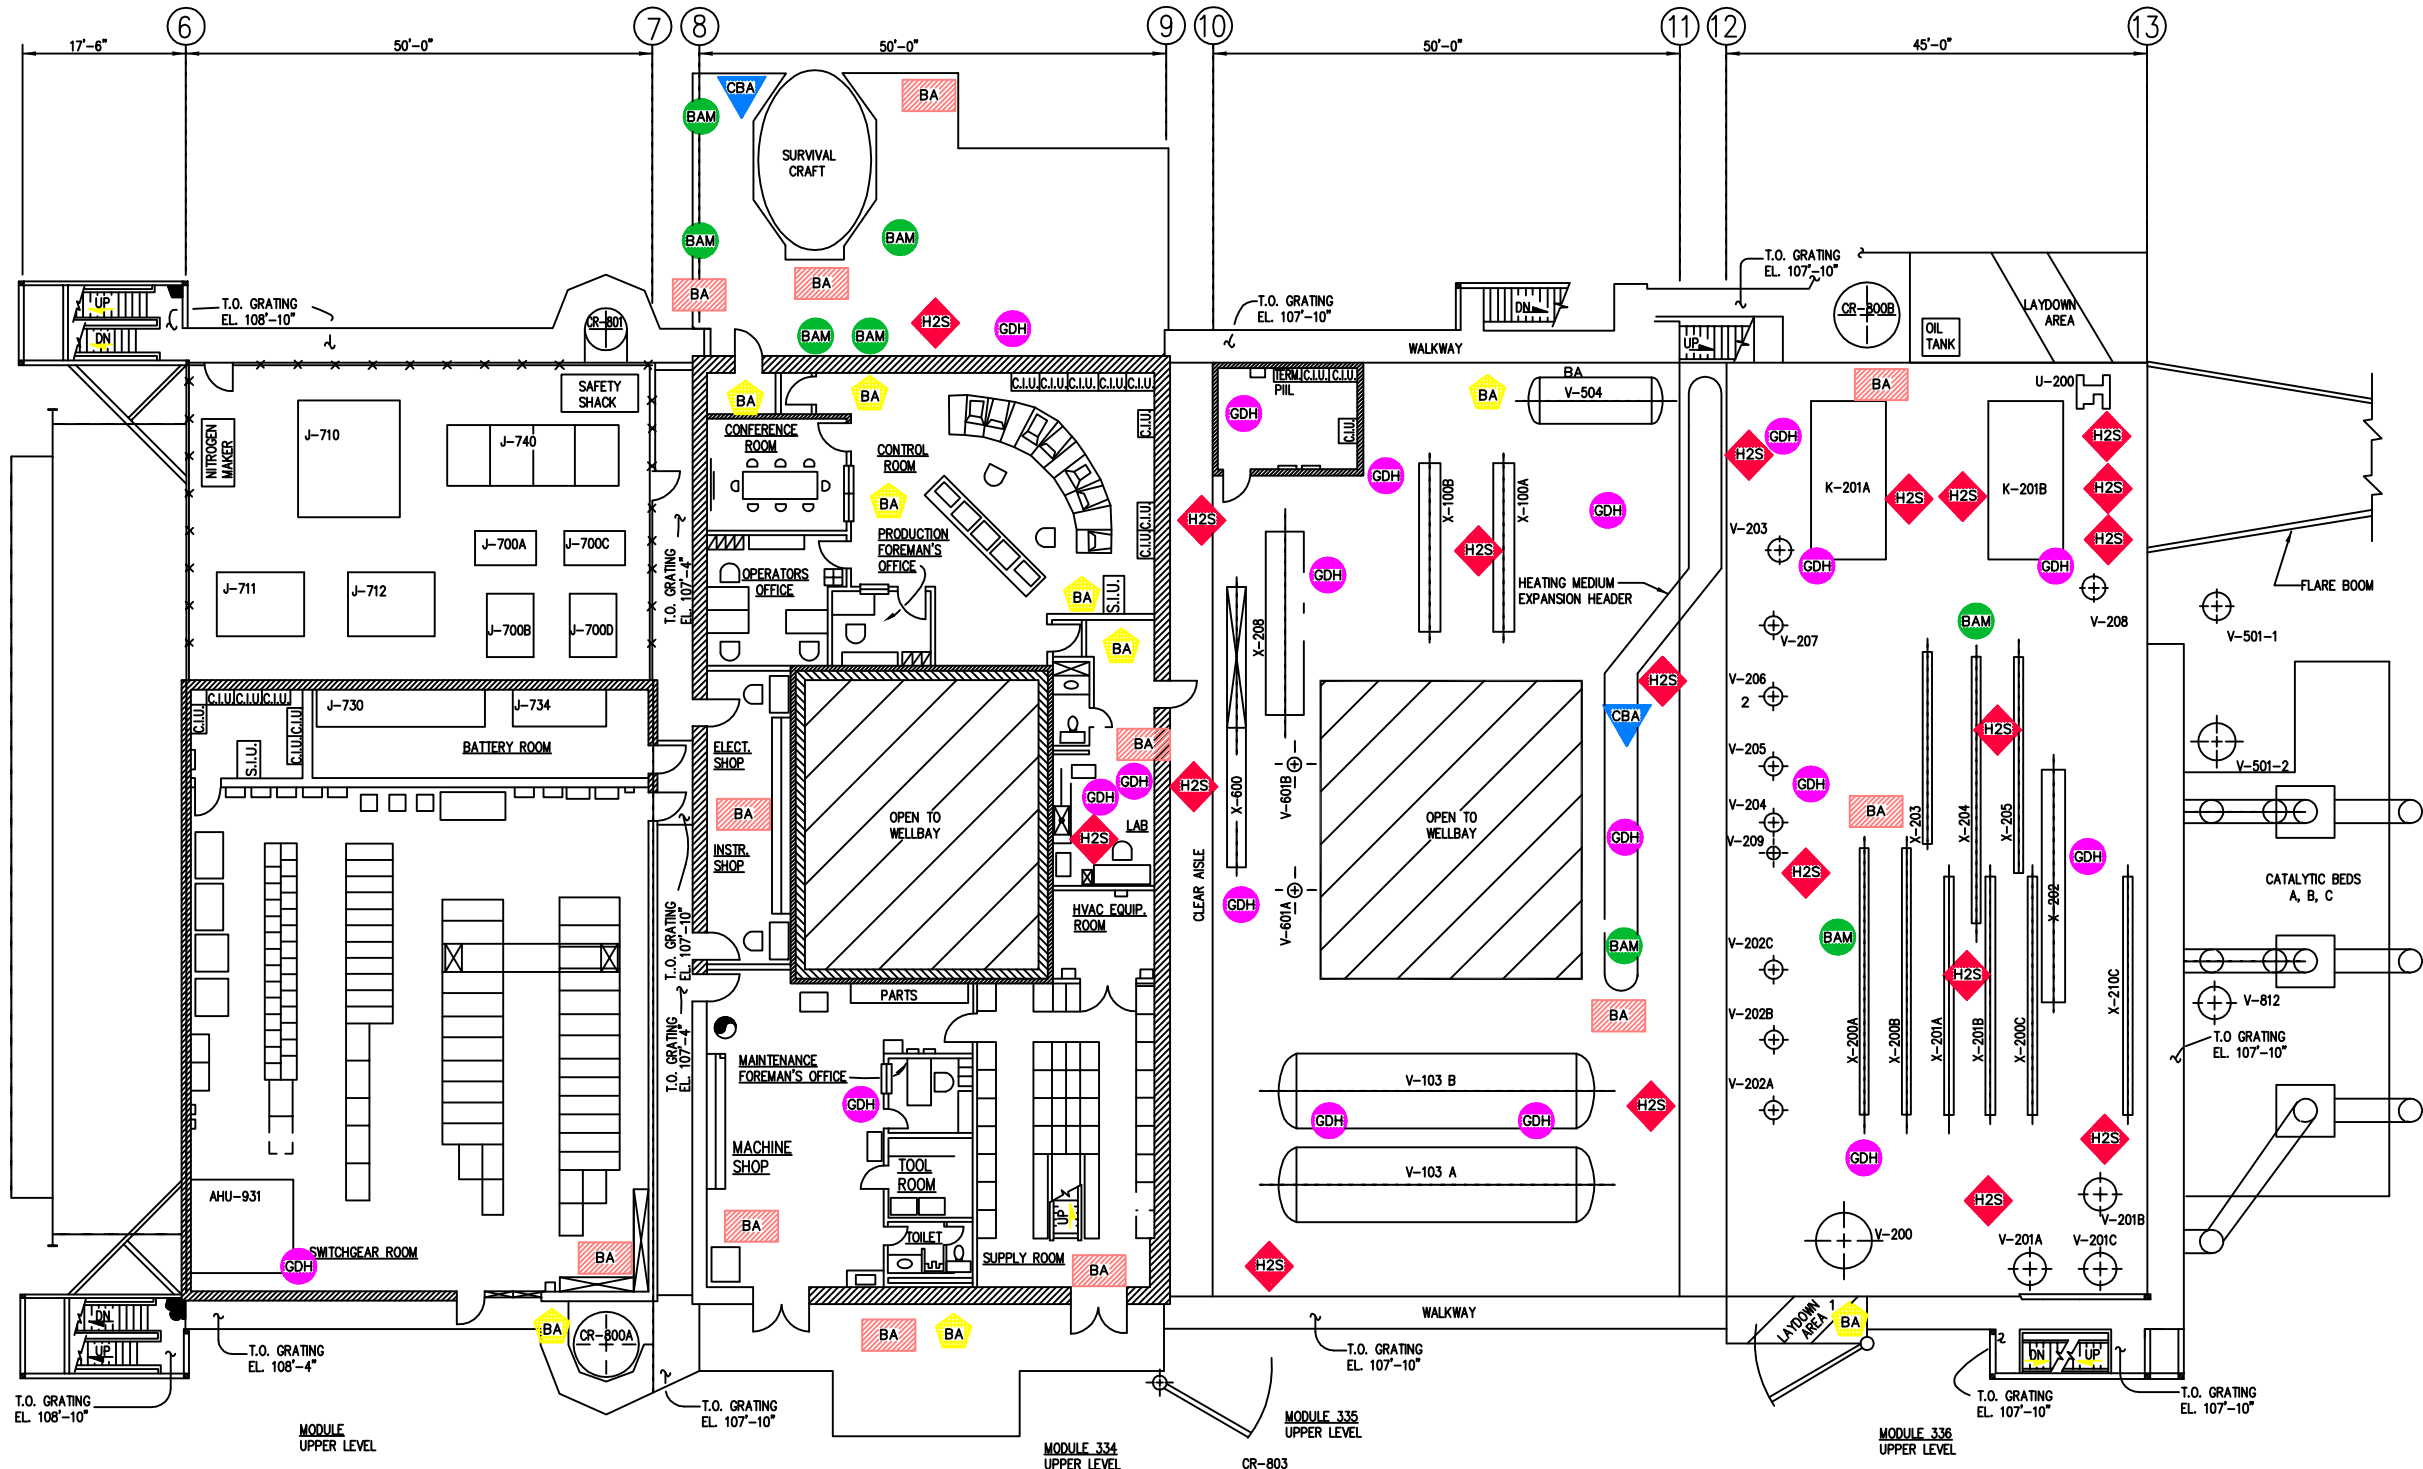 6
7
8
9
10
11
12
13
17'-6"
50'-0"
50'-0"
50'-0"
45'-0"
CBA
BA
BAM
SURVIVAL
CRAFT
BAM
BAM
BA
BA
BAM
BAM
H2S
GDH
UP
DN
T.O. GRATING
EL. 108'-10"
CR-801
T.O. GRATING
EL. 107'-10"
WALKWAY
DN
UP
T.O. GRATING
EL. 107'-10"
CR-800B
OIL
TANK
LAYDOWN
AREA
SAFETY
SHACK
NITROGEN
MAKER
J-710
J-740
J-700A
J-700C
J-711
J-712
J-700B
J-700D
T.O. GRATING
EL. 107'-4"
BA
BA
C.I.U.
C.I.U.
C.I.U.
C.I.U.
C.I.U.
CONFERENCE
ROOM
CONTROL
ROOM
C.I.U.
BA
PRODUCTION
FOREMAN'S
OFFICE
C.I.U.
C.I.U.
OPERATORS
OFFICE
BA
S.I.U.
BA
TERM.
C.I.U.
C.I.U.
PIIL
GDH
C.I.U.
BA
BA
V-504
GDH
H2S
X-100B
X-100A
H2S
GDH
GDH
HEATING MEDIUM
EXPANSION HEADER
X-208
H2S
CBA
H2S
GDH
BA
U-200
H2S
K-201A
K-201B
H2S
H2S
H2S
H2S
H2S
V-203
GDH
GDH
V-208
FLARE BOOM
V-207
BAM
V-501-1
V-206
2
H2S
V-205
GDH
V-501-2
V-204
BA
X-203
X-204
X-205
V-209
H2S
GDH
X-202
CATALYTIC BEDS
A, B, C
C.I.U.
C.I.U.
C.I.U.
C.I.U.
C.I.U.
C.I.U.
S.I.U.
J-730
J-734
BATTERY ROOM
ELECT.
SHOP
BA
INSTR.
SHOP
OPEN TO
WELLBAY
BA
GDH
GDH
LAB
H2S
HVAC EQUIP.
ROOM
H2S
X-600
V-601B
CLEAR AISLE
GDH
V-601A
OPEN TO
WELLBAY
GDH
BAM
BA
BAM
V-202C
H2S
X-210C
V-812
V-202B
X-200A
X-200B
X-201A
X-201B
X-200C
T.O GRATING
EL. 107'-10"
V-202A
T.O. GRATING
EL. 107'-10"
T.O. GRATING
EL. 107'-4"
PARTS
MAINTENANCE
FOREMAN'S OFFICE
GDH
MACHINE
SHOP
TOOL
ROOM
BA
TOILET
UP
SUPPLY ROOM
BA
V-103 B
GDH
GDH
H2S
V-103 A
H2S
GDH
H2S
H2S
V-201B
V-200
V-201A
V-201C
AHU-931
SWITCHGEAR ROOM
GDH
BA
DN
UP
BA
CR-800A
BA
BA
WALKWAY
LAYDOWN
AREA
1
BA
2
DN
UP
T.O. GRATING
EL. 108'-4"
T.O. GRATING
EL. 108'-10"
T.O. GRATING
EL. 107'-10"
T.O. GRATING
EL. 107'-10"
T.O. GRATING
EL. 107'-10"
T.O. GRATING
EL. 107'-10"
MODULE
UPPER LEVEL
MODULE 334
UPPER LEVEL
MODULE 335
UPPER LEVEL
CR-803
MODULE 336
UPPER LEVEL